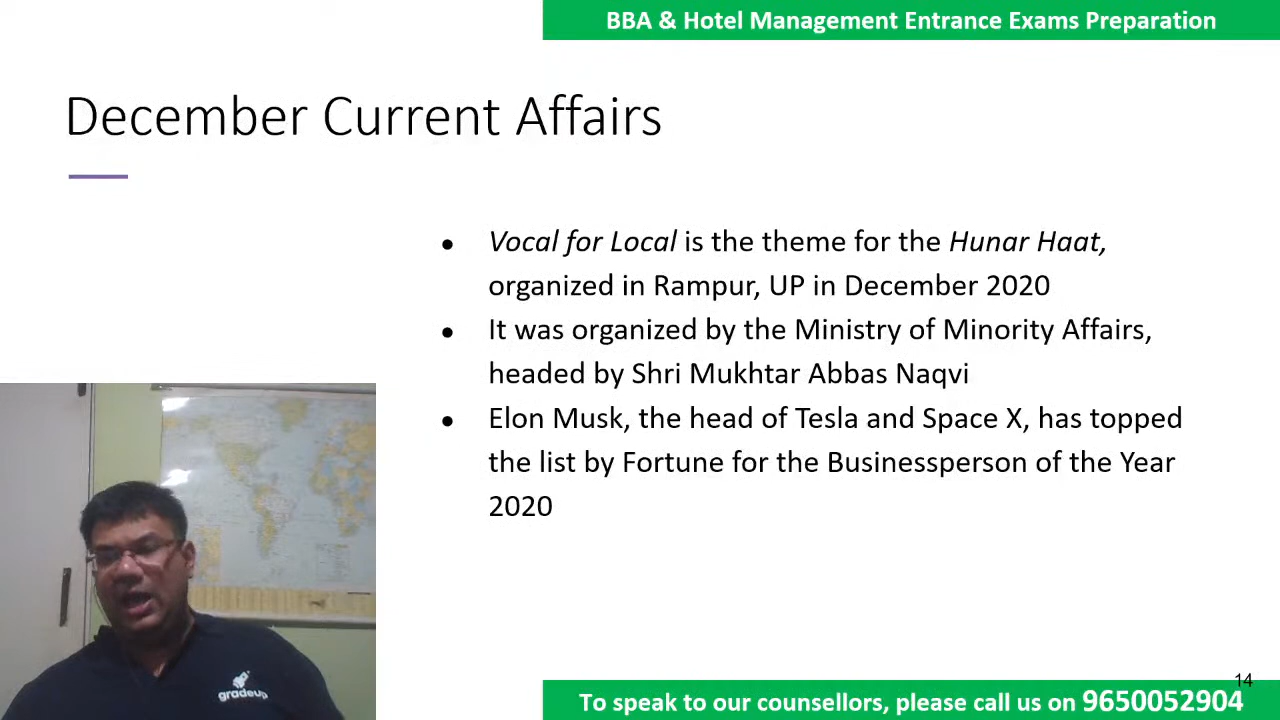 BBA & Hotel Management Entrance Exams Preparation
December Current Affairs
● Vocal for Local is the theme for the Hunar Haat,
organized in Rampur, UP in December 2020
● It was organized by the Ministry of Minority Affairs,
headed by Shri Mukhtar Abbas Naqvi
● Elon Musk, the head of Tesla and Space X, has topped
the list by Fortune for the Businessperson of the Year
2020
gradeup
14
To speak to our counsellors, please call us on 9650052904